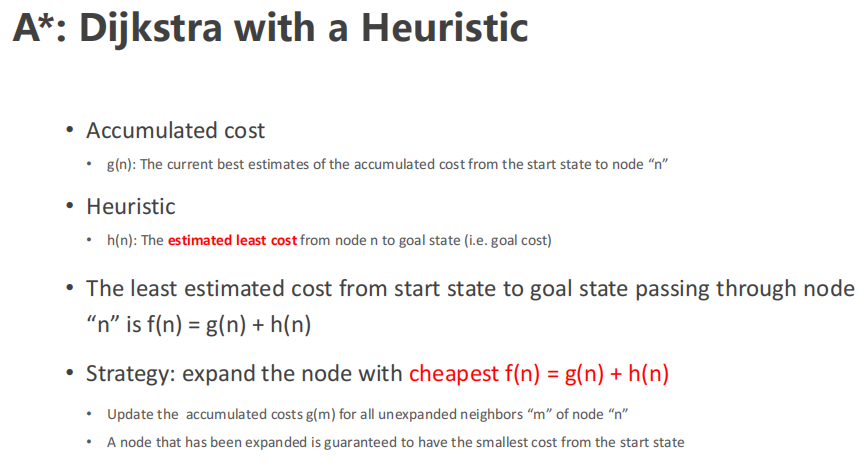 A*: Dijkstra with a Heuristic
• Accumulated cost
• g(n): The current best estimates of the accumulated cost from the start state to node “n”
• Heuristic
• h(n): The estimated least cost from node n to goal state (i.e. goal cost)
• The least estimated cost from start state to goal state passing through node
“n” is f(n) = g(n) + h(n)
• Strategy: expand the node with cheapest f(n) = g(n) + h(n)
• Update the accumulated costs g(m) for all unexpanded neighbors “m” of node “n”
• A node that has been expanded is guaranteed to have the smallest cost from the start state